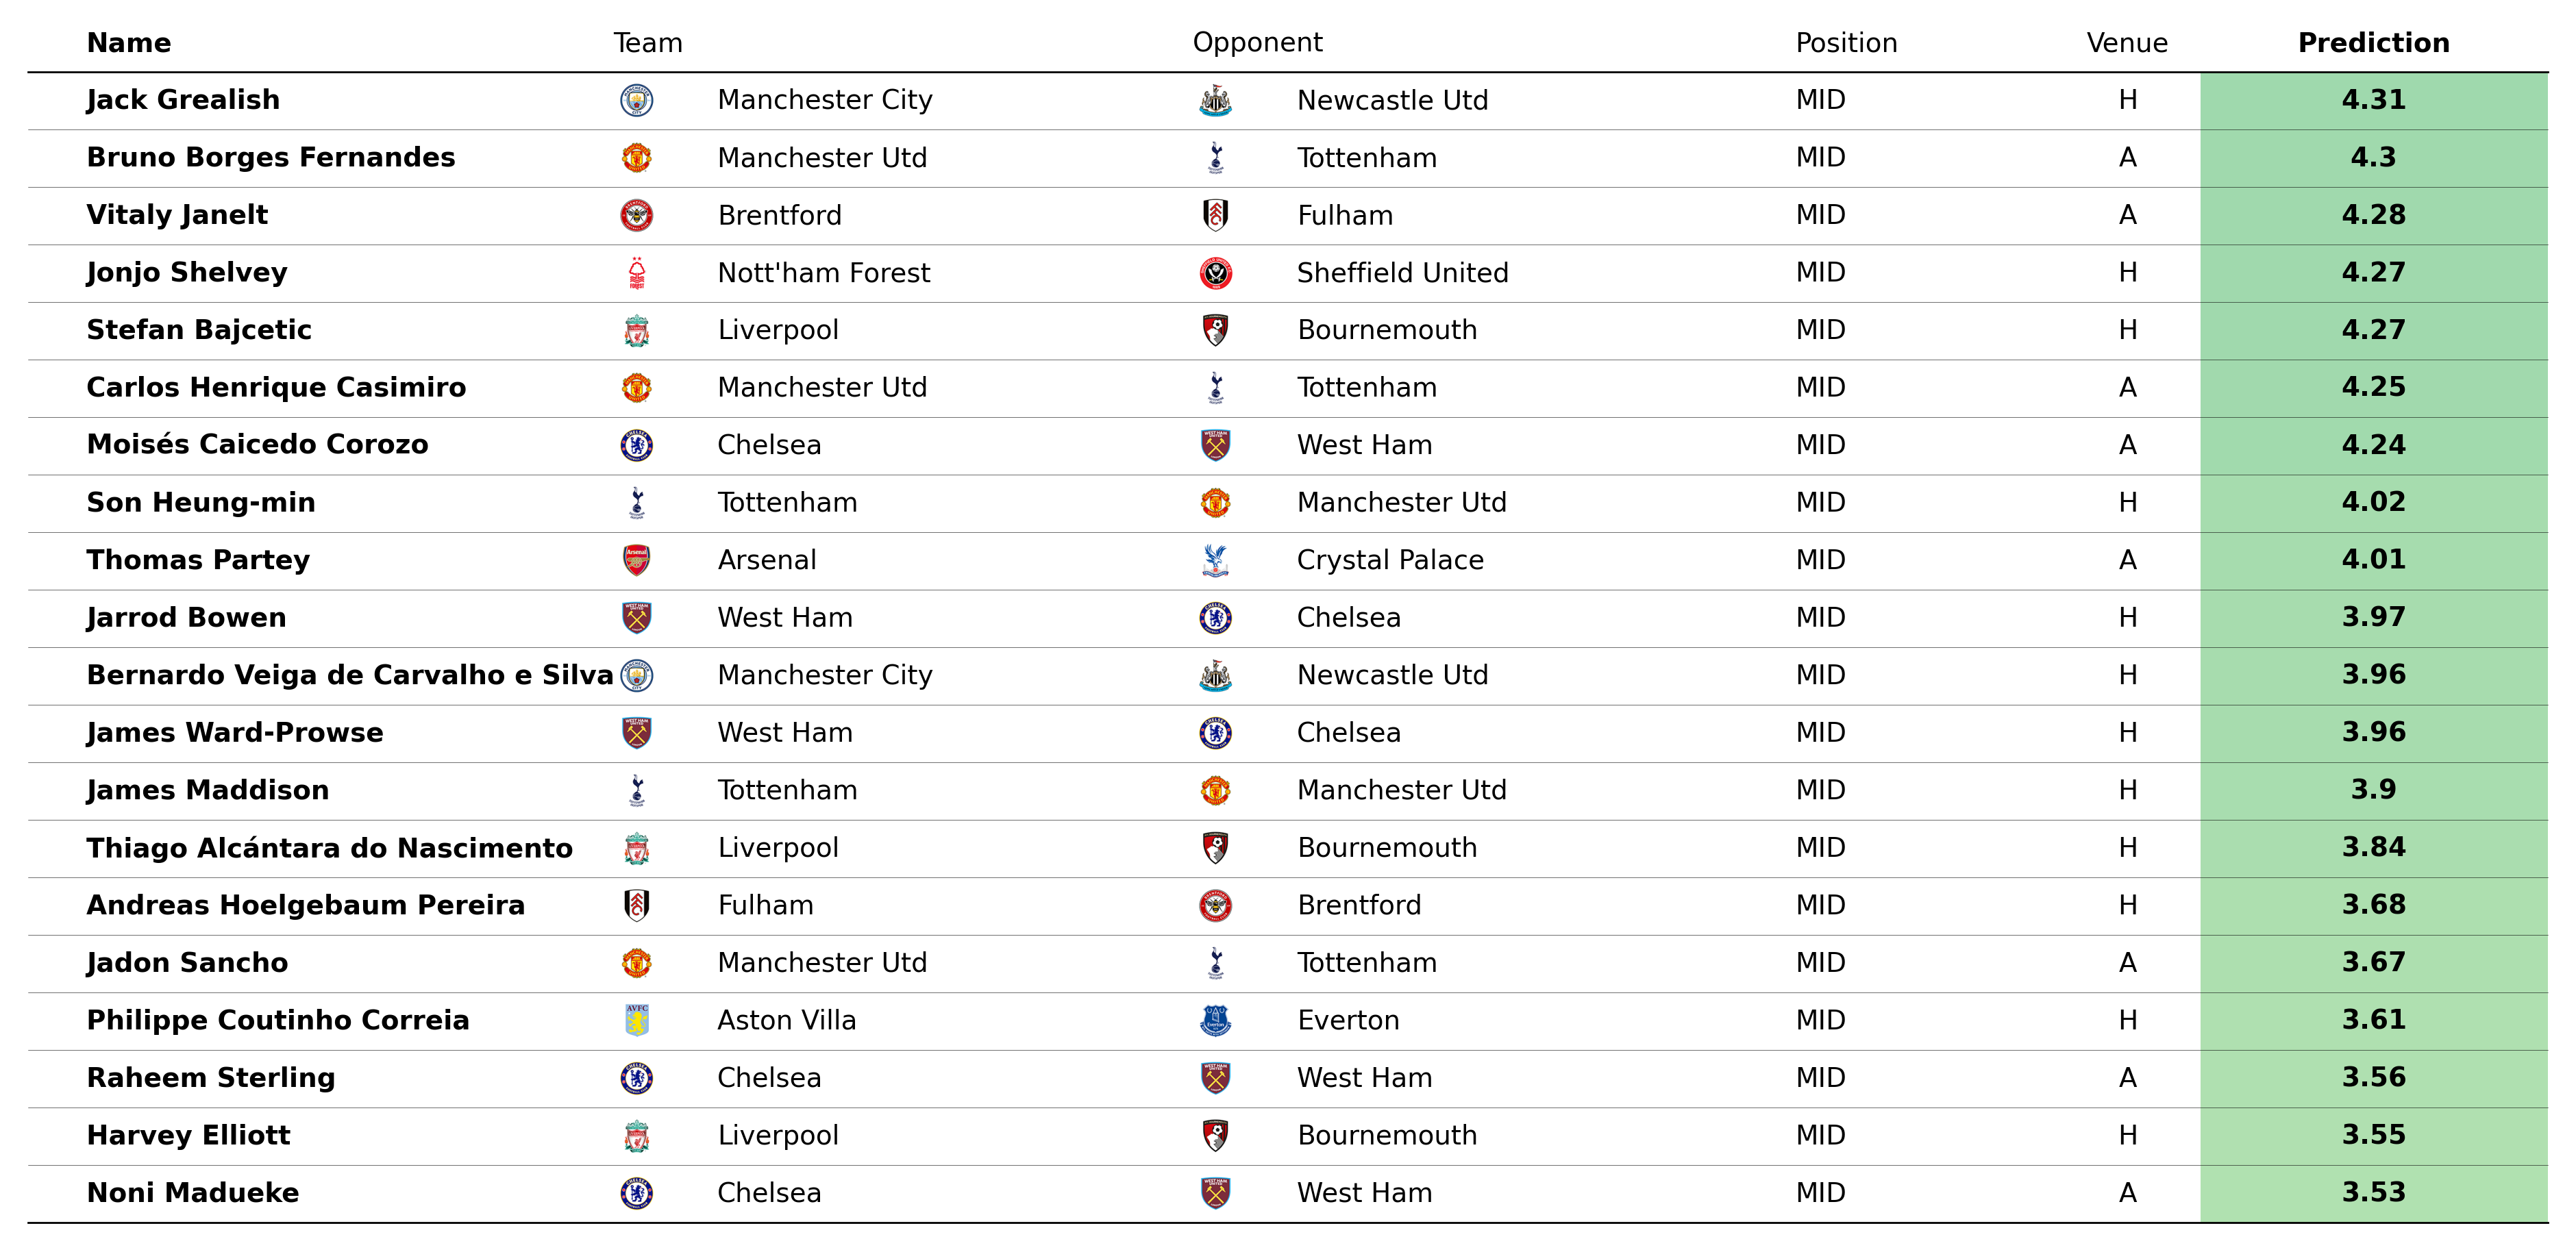 Name Team Opponent Position Venue Prediction
Jack Grealish Manchester City Newcastle Utd MID H 4.31
Bruno Borges Fernandes Manchester Utd Tottenham MID A 4.3
Vitaly Janelt Brentford Fulham MID A 4.28
Jonjo Shelvey Nott'ham Forest Sheffield United MID H 4.27
Stefan Bajcetic Liverpool Bournemouth MID H 4.27
Carlos Henrique Casimiro Manchester Utd Tottenham MID A 4.25
Moisés Caicedo Corozo Chelsea West Ham MID A 4.24
Son Heung-min Tottenham Manchester Utd MID H 4.02
Thomas Partey Arsenal Crystal Palace MID A 4.01
Jarrod Bowen West Ham Chelsea MID H 3.97
Bernardo Veiga de Carvalho e Silva Manchester City Newcastle Utd MID H 3.96
James Ward-Prowse West Ham Chelsea MID H 3.96
James Maddison Tottenham Manchester Utd MID H 3.9
Thiago Alcántara do Nascimento Liverpool Bournemouth MID H 3.84
Andreas Hoelgebaum Pereira Fulham Brentford MID H 3.68
Jadon Sancho Manchester Utd Tottenham MID A 3.67
Philippe Coutinho Correia Aston Villa Everton MID H 3.61
Raheem Sterling Chelsea West Ham MID A 3.56
Harvey Elliott Liverpool Bournemouth MID H 3.55
Noni Madueke Chelsea West Ham MID A 3.53